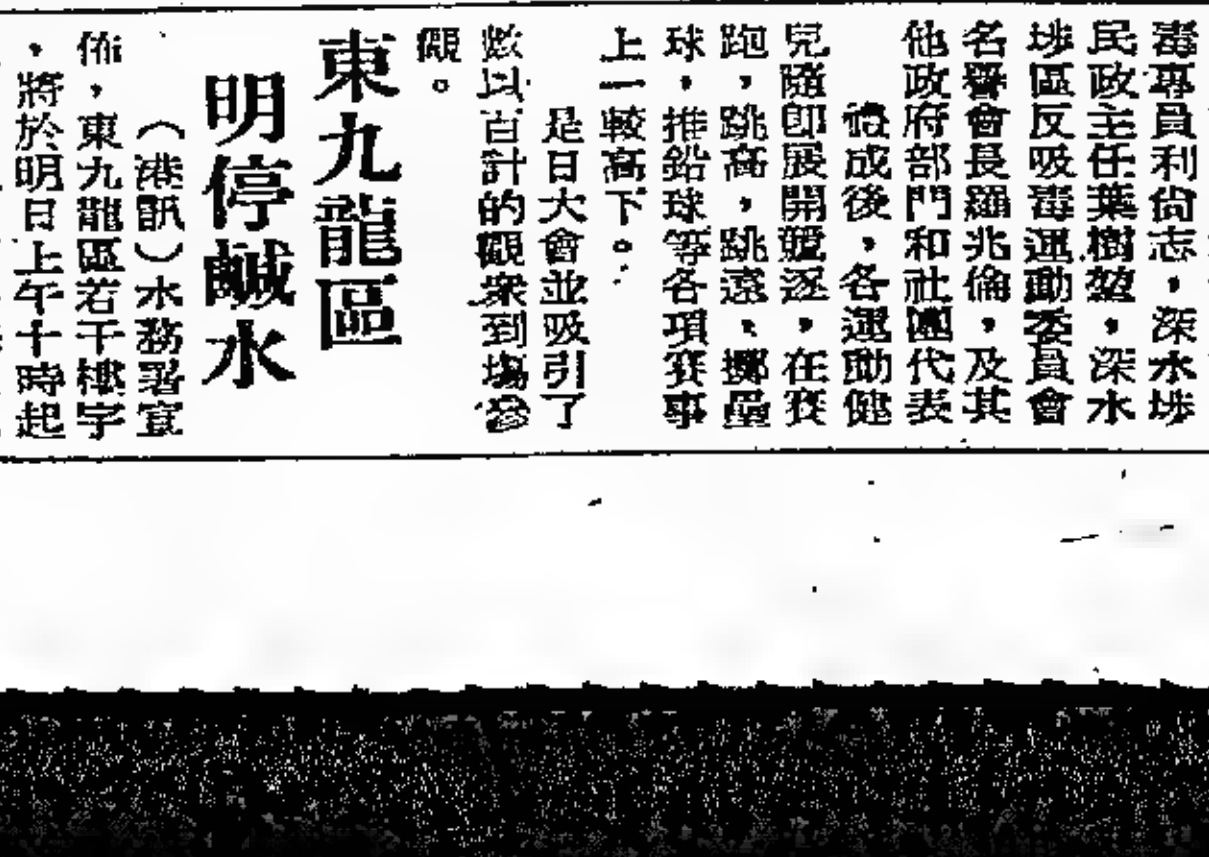 毒專員利尙志，深水埗
民政主任葉樹堃，深水
埗區反吸毒運動委員會
名譽會長羅兆倫，及其
他政府部門和社團代表
禮成後，各運動健
兒隨即展開競逐，在賽
跑，跳高，跳遠、擲壘
球，推鉛球等各項賽事
上一較高下。
是日大會並吸引了
數以百計的觀衆到塲參
觀。
東九龍區
明停鹹水
（港訊）水務署宣
佈，東九龍區若干樓宇
，將於明日上午十時起